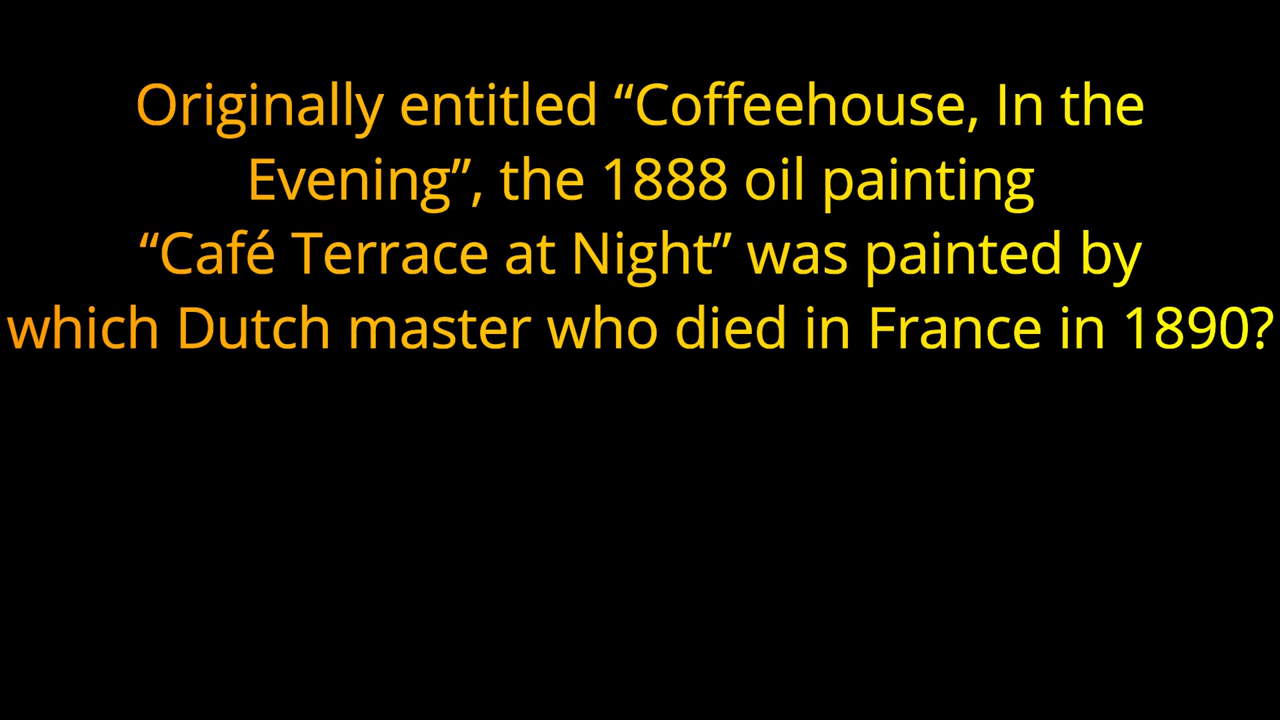 Originally entitled “Coffeehouse, In the
Evening”, the 1888 oil painting
“Café Terrace at Night” was painted by
which Dutch master who died in France in 1890?